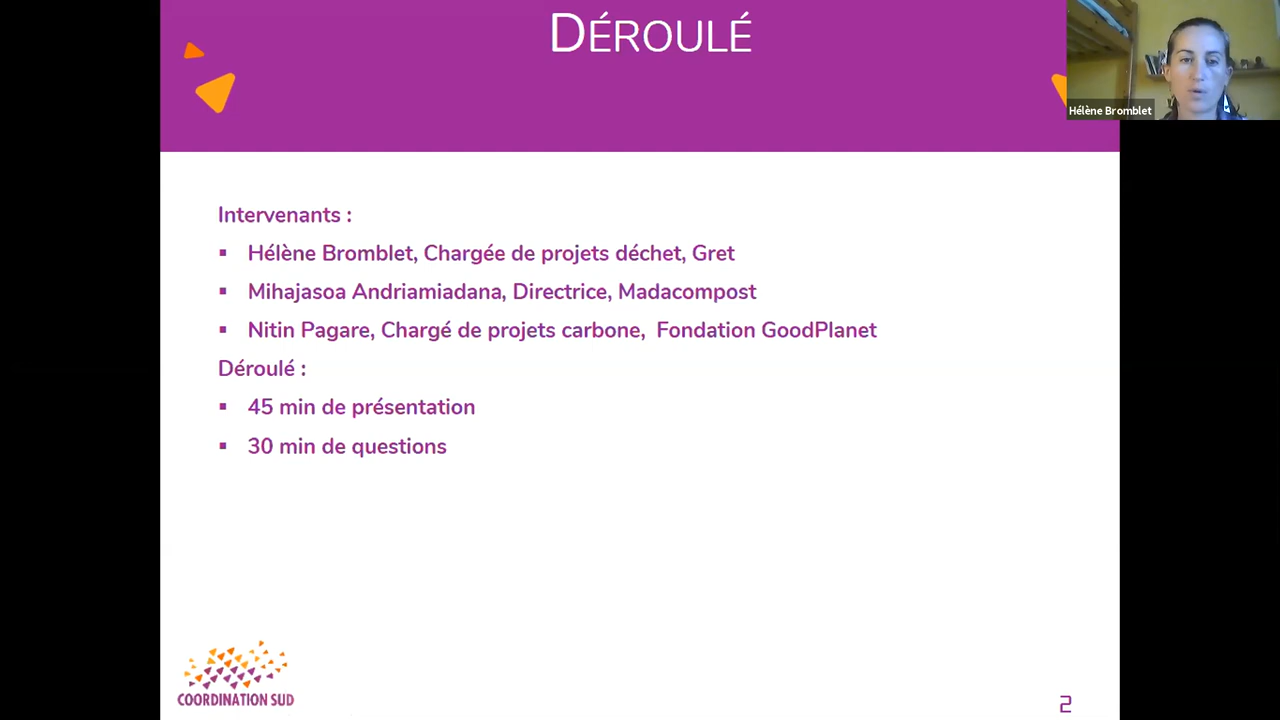 DÉROULÉ
Hélène Bromblet
Intervenants :
▪ Hélène Bromblet, Chargée de projets déchet, Gret
▪ Mihajasoa Andriamiadana, Directrice, Madacompost
▪ Nitin Pagare, Chargé de projets carbone, Fondation GoodPlanet
Déroulé :
▪ 45 min de présentation
▪ 30 min de questions
COORDINATION SUD
2